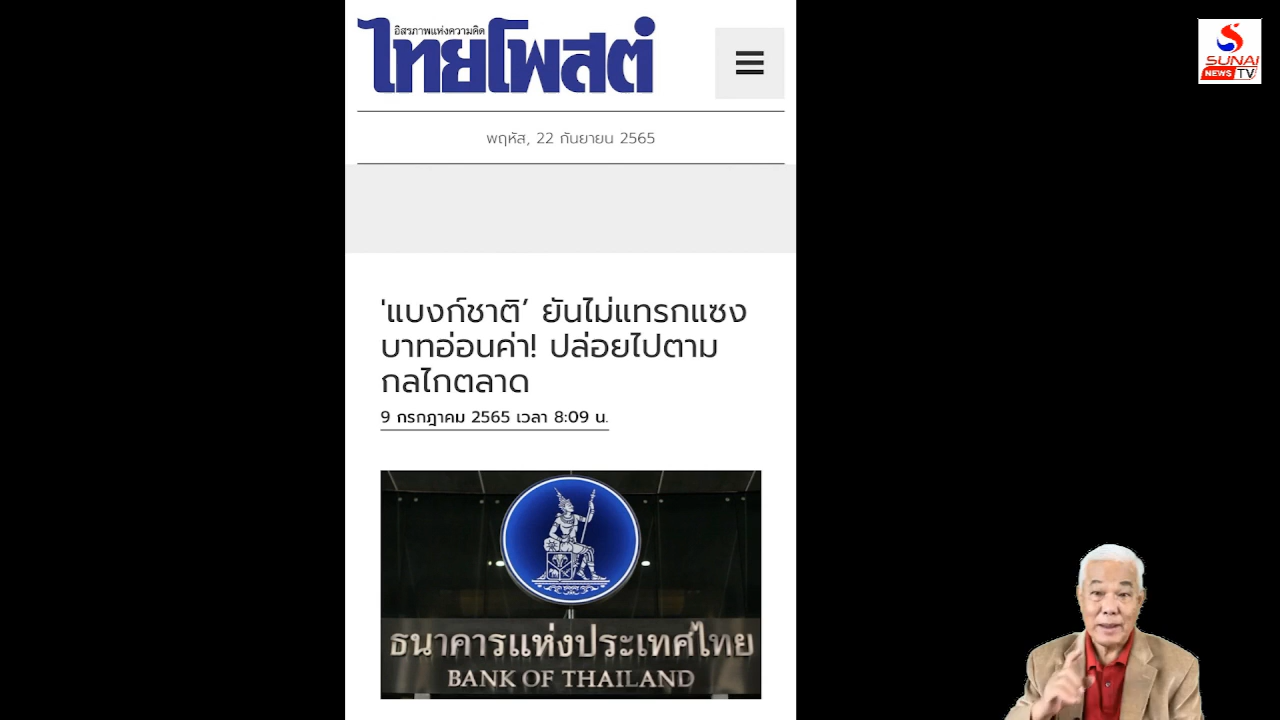 อิสรภาพแห่งความคิด
ไทยโพสต์
พฤหัส, 22 กันยายน 2565
'แบงก์ชาติ’ ยันไม่แทรกแซง
บาทอ่อนค่า! ปล่อยไปตาม
กลไกตลาด
9 กรกฎาคม 2565 เวลา 8:09 น.
ธนาคารแห่งประเทศไทย
BANK OF THAILAND
SUNAI
NEWS TV